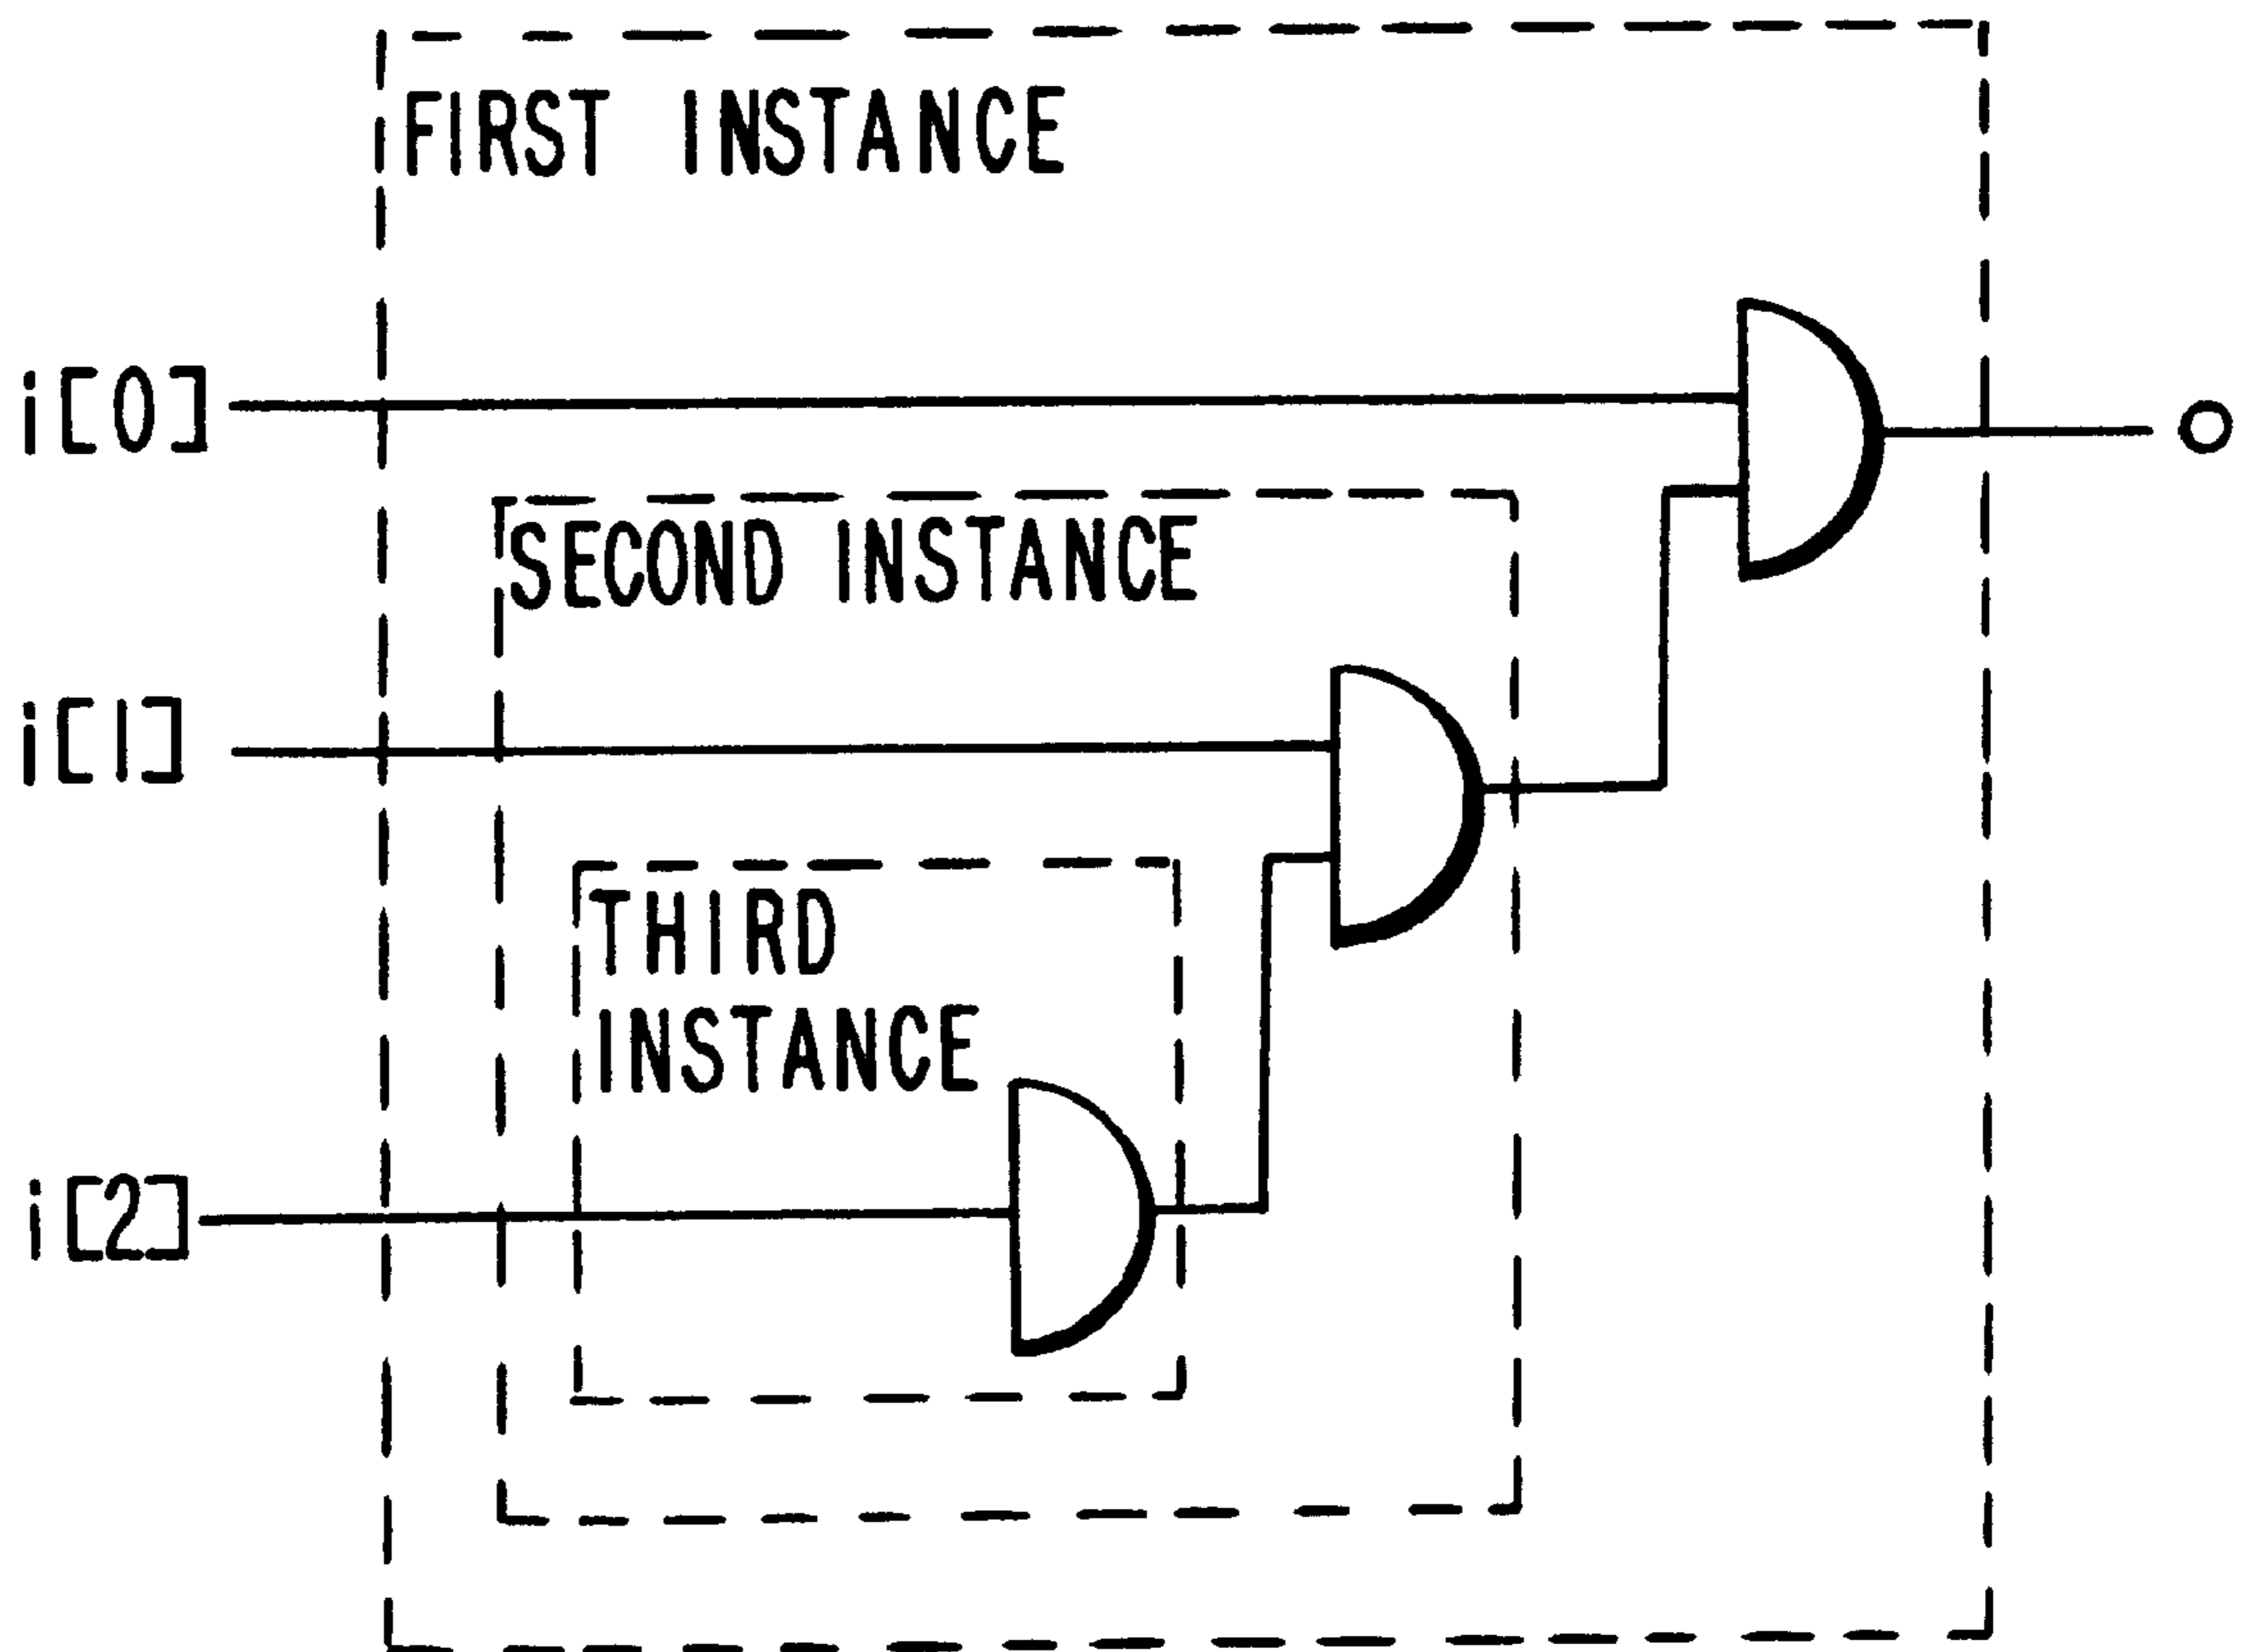 FIRST INSTANCE
i[0]
o
SECOND INSTANCE
i[1]
THIRD
INSTANCE
i[2]